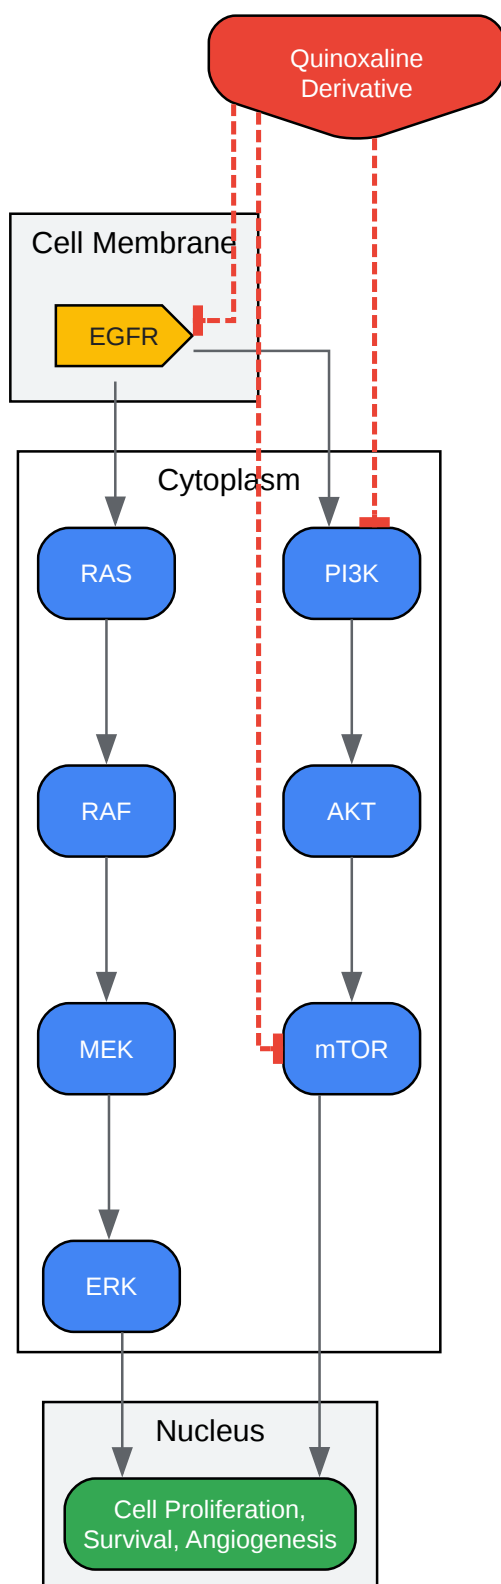 Quinoxaline
Derivative
Cell Membrane
EGFR
Cytoplasm
RAS
PI3K
RAF
AKT
MEK
mTOR
ERK
Nucleus
Cell Proliferation,
Survival, Angiogenesis